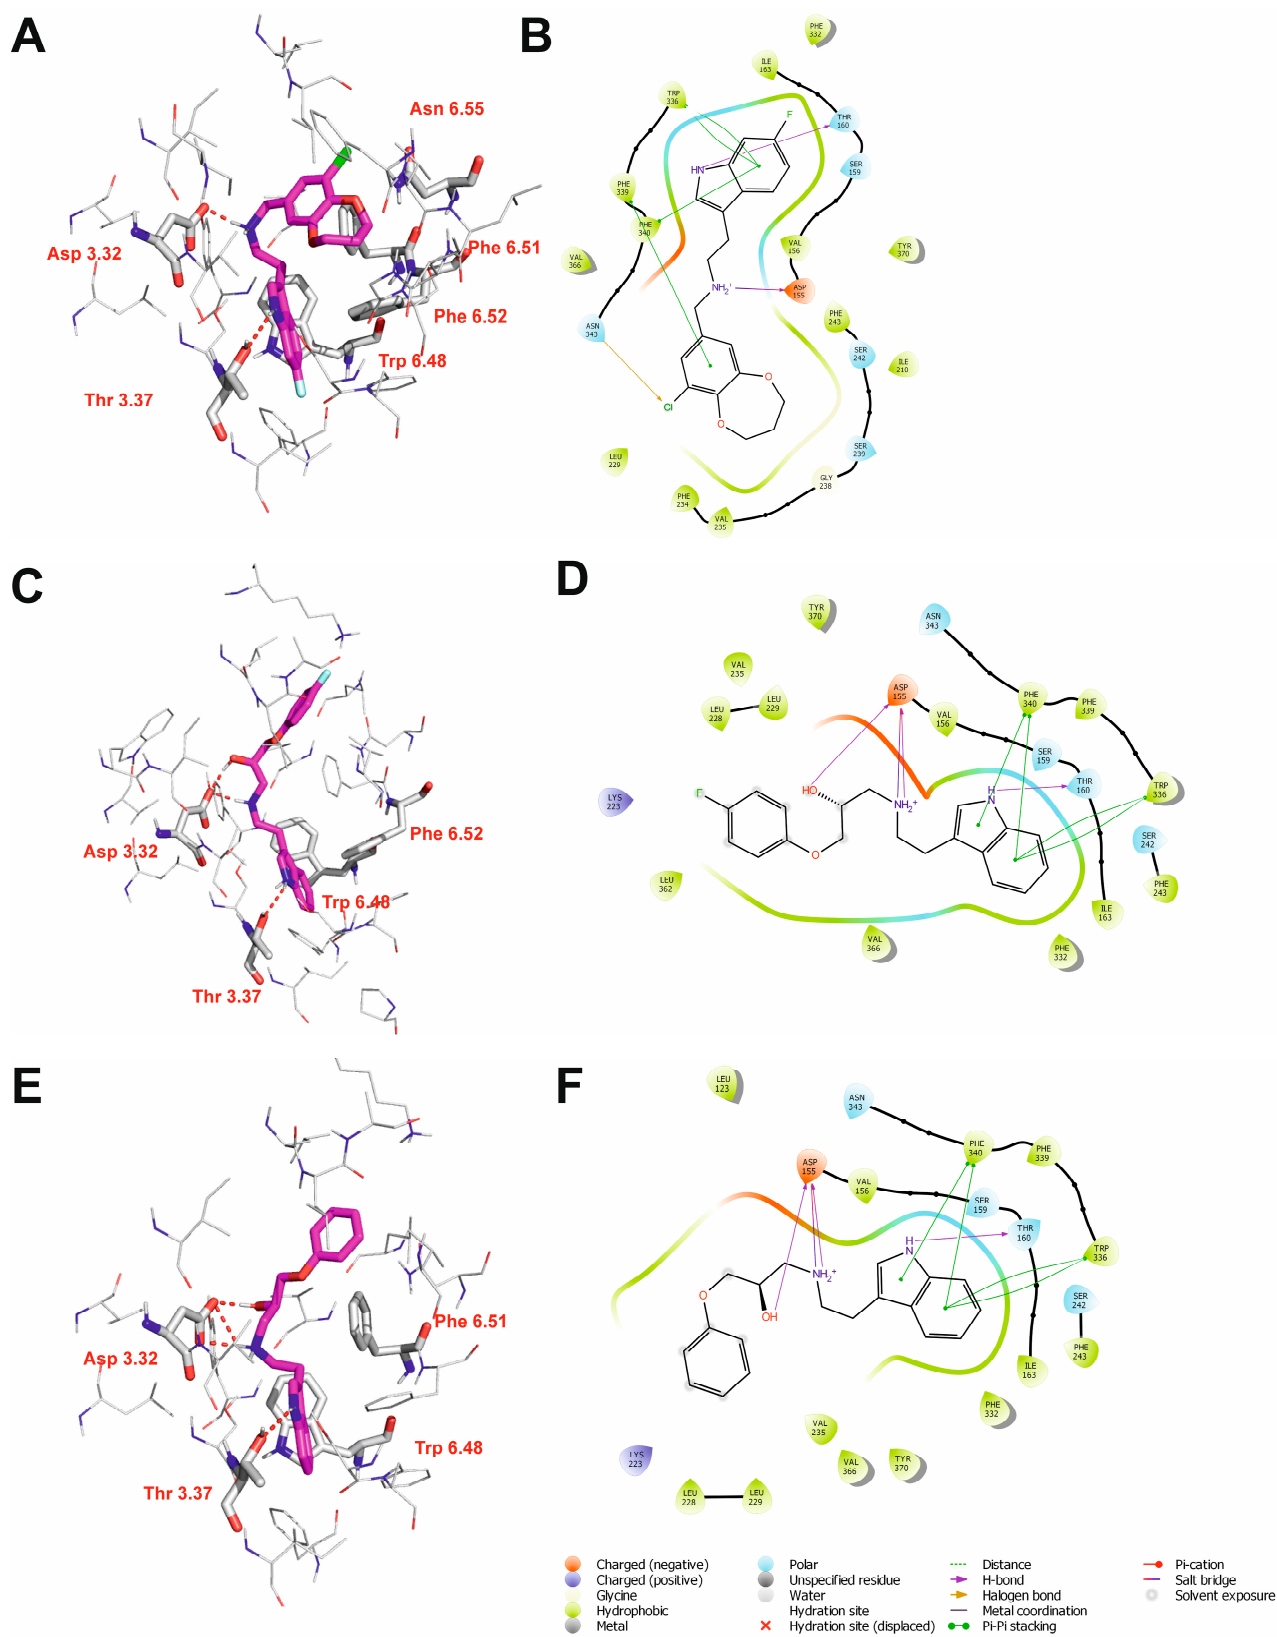 A
Asn 6.55
Asp 3.32
Phe 6.51
Phe 6.52
Trp 6.48
Thr 3.37
B
PHE
332
ILE
163
TRP
336
THR
160
F
HN
SER
159
PHE
339
PHE
340
VAL
156
TYR
370
VAL
366
NH2+
ASP
155
ASN
343
PHE
243
SER
242
ILE
210
O
Cl
O
LEU
229
SER
239
GLY
238
PHE
234
VAL
235
C
Phe 6.52
Asp 3.32
Trp 6.48
Thr 3.37
D
TYR
370
ASN
343
VAL
235
LEU
228
LEU
229
ASP
155
VAL
156
PHE
340
PHE
339
SER
159
THR
160
TRP
336
LYS
223
F
HO
NH2+
H
N
O
SER
242
LEU
362
PHE
243
ILE
163
VAL
366
PHE
332
E
Phe 6.51
Asp 3.32
Trp 6.48
Thr 3.37
F
LEU
123
ASN
343
PHE
340
PHE
339
ASP
155
VAL
156
SER
159
THR
160
TRP
336
H
N
NH2+
O
OH
SER
242
PHE
243
ILE
163
PHE
332
VAL
235
VAL
366
TYR
370
LYS
223
LEU
228
LEU
229
Charged (negative)
Charged (positive)
Glycine
Hydrophobic
Metal
Polar
Unspecified residue
Water
Hydration site
Hydration site (displaced)
Distance
H-bond
Halogen bond
Metal coordination
Pi-Pi stacking
Pi-cation
Salt bridge
Solvent exposure